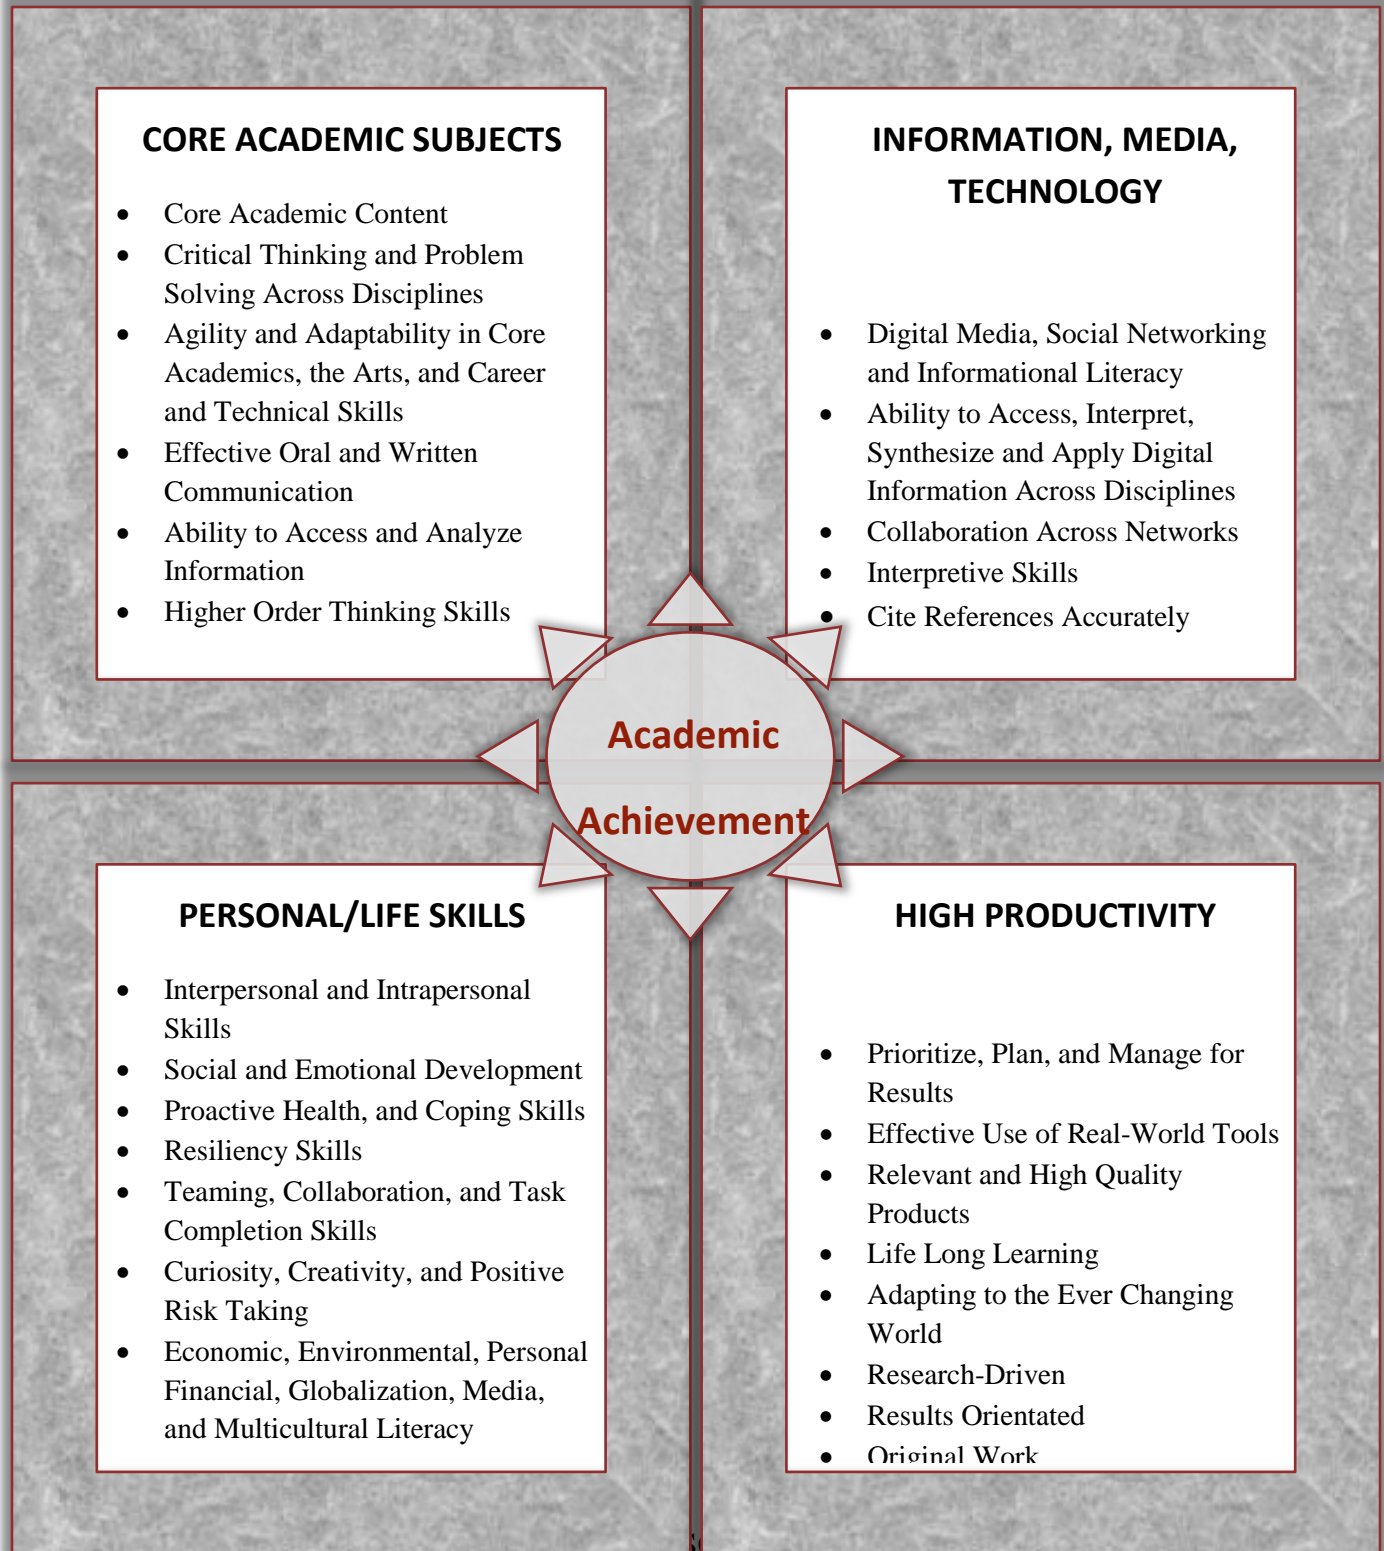 CORE ACADEMIC SUBJECTS
• Core Academic Content
• Critical Thinking and Problem
Solving Across Disciplines
• Agility and Adaptability in Core
Academics, the Arts, and Career
and Technical Skills
• Effective Oral and Written
Communication
• Ability to Access and Analyze
Information
• Higher Order Thinking Skills
INFORMATION, MEDIA,
TECHNOLOGY
• Digital Media, Social Networking
and Informational Literacy
• Ability to Access, Interpret,
Synthesize and Apply Digital
Information Across Disciplines
• Collaboration Across Networks
• Interpretive Skills
• Cite References Accurately
Academic
Achievement
PERSONAL/LIFE SKILLS
• Interpersonal and Intrapersonal
Skills
• Social and Emotional Development
• Proactive Health, and Coping Skills
• Resiliency Skills
• Teaming, Collaboration, and Task
Completion Skills
• Curiosity, Creativity, and Positive
Risk Taking
• Economic, Environmental, Personal
Financial, Globalization, Media,
and Multicultural Literacy
HIGH PRODUCTIVITY
• Prioritize, Plan, and Manage for
Results
• Effective Use of Real-World Tools
• Relevant and High Quality
Products
• Life Long Learning
• Adapting to the Ever Changing
World
• Research-Driven
• Results Orientated
• Original Work